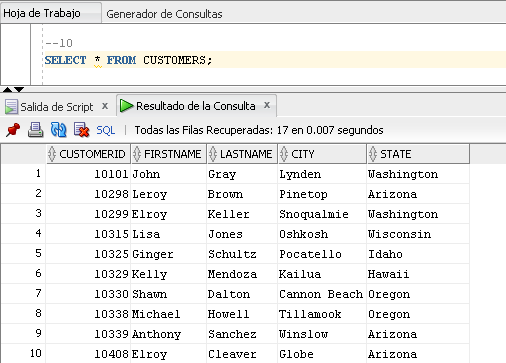 Hoja de Trabajo Generador de Consultas
--10
SELECT * FROM CUSTOMERS;
Salida de Script x Resultado de la Consulta x
SQL | Todas las Filas Recuperadas: 17 en 0.007 segundos
CUSTOMERID FIRSTNAME LASTNAME CITY STATE
1 10101 John Gray Lynden Washington
2 10298 Leroy Brown Pinetop Arizona
3 10299 Elroy Keller Snoqualmie Washington
4 10315 Lisa Jones Oshkosh Wisconsin
5 10325 Ginger Schultz Pocatello Idaho
6 10329 Kelly Mendoza Kailua Hawaii
7 10330 Shawn Dalton Cannon Beach Oregon
8 10338 Michael Howell Tillamook Oregon
9 10339 Anthony Sanchez Winslow Arizona
10 10408 Elroy Cleaver Globe Arizona